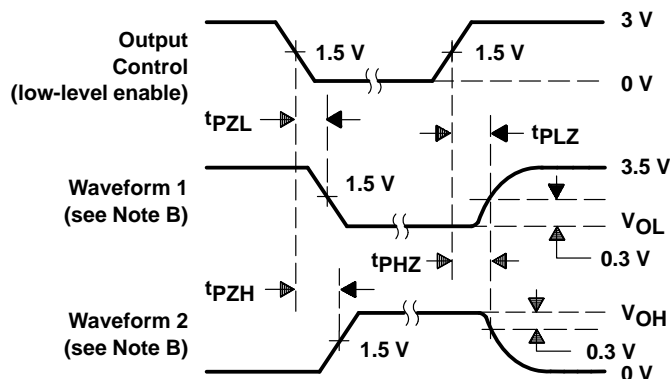 Output
Control
(low-level enable)
1.5 V
1.5 V
3 V
0 V
tPZL
tPLZ
Waveform 1
(see Note B)
1.5 V
3.5 V
VOL
0.3 V
tPHZ
tPZH
Waveform 2
(see Note B)
1.5 V
VOH
0.3 V
0 V